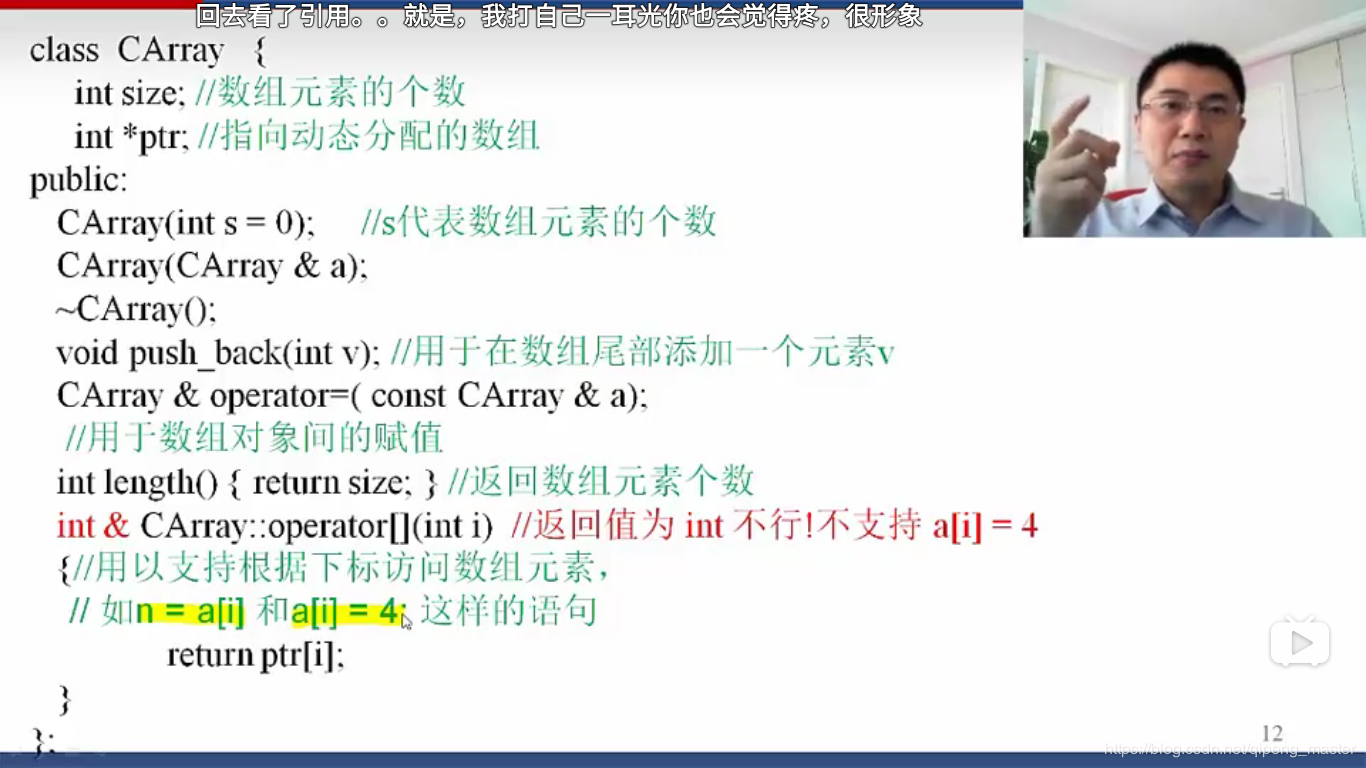 回去看了引用。。就是，我打自己一耳光你也会觉得疼，很形象
class CArray {
int size; //数组元素的个数
int *ptr; //指向动态分配的数组
public:
CArray(int s = 0); //s代表数组元素的个数
CArray(CArray & a);
~CArray();
void push_back(int v); //用于在数组尾部添加一个元素v
CArray & operator=( const CArray & a);
//用于数组对象间的赋值
int length() { return size; } //返回数组元素个数
int & CArray::operator[](int i) //返回值为 int 不行!不支持 a[i] = 4
{//用以支持根据下标访问数组元素，
// 如n = a[i] 和a[i] = 4; 这样的语句
return ptr[i];
}
};
12
https://blog.csdn.net/qipeng_master